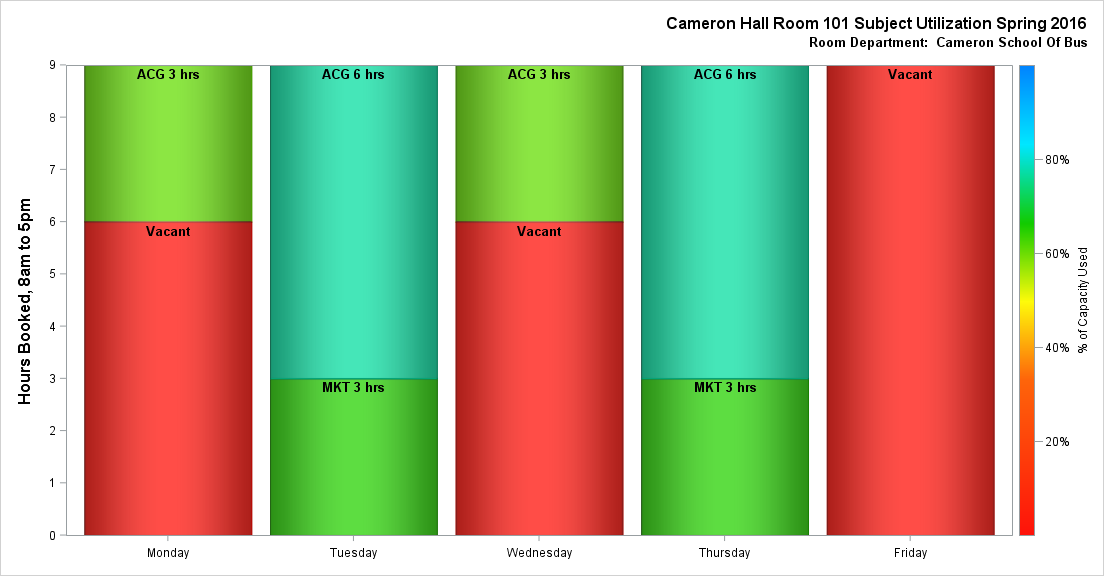 Cameron Hall Room 101 Subject Utilization Spring 2016
Room Department:  Cameron School Of Bus
Hours Booked, 8am to 5pm
9
8
7
6
5
4
3
2
1
0
ACG 3 hrs
Vacant
ACG 6 hrs
MKT 3 hrs
ACG 3 hrs
Vacant
ACG 6 hrs
MKT 3 hrs
Vacant
Monday
Tuesday
Wednesday
Thursday
Friday
80%
60%
40%
20%
% of Capacity Used